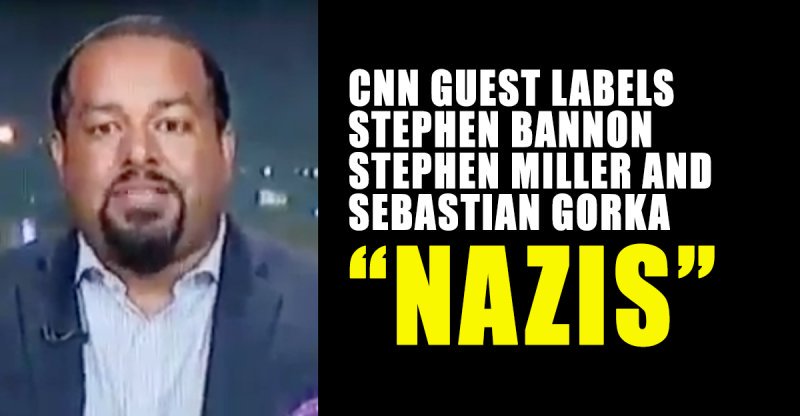 CNN GUEST LABELS
STEPHEN BANNON
STEPHEN MILLER AND
SEBASTIAN GORKA
“NAZIS”